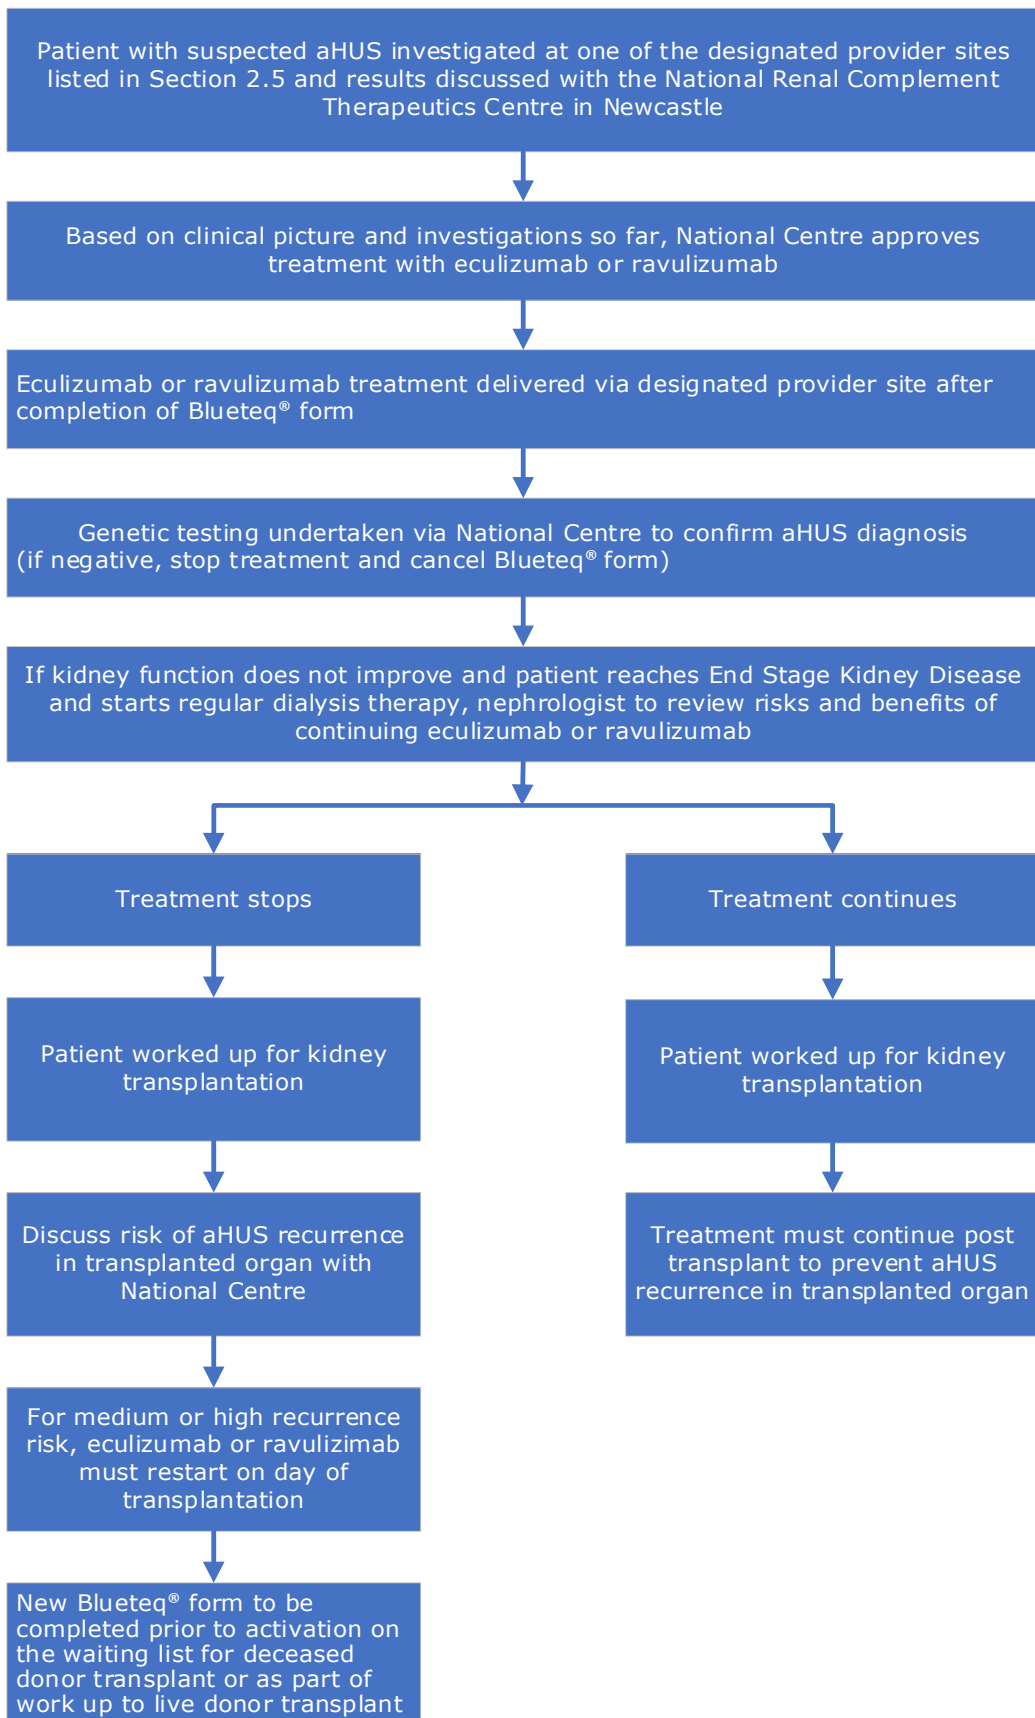 Patient with suspected aHUS investigated at one of the designated provider sites
listed in Section 2.5 and results discussed with the National Renal Complement
Therapeutics Centre in Newcastle
Based on clinical picture and investigations so far, National Centre approves
treatment with eculizumab or ravulizumab
Eculizumab or ravulizumab treatment delivered via designated provider site after
completion of Blueteq® form
Genetic testing undertaken via National Centre to confirm aHUS diagnosis
(if negative, stop treatment and cancel Blueteq® form)
If kidney function does not improve and patient reaches End Stage Kidney Disease
and starts regular dialysis therapy, nephrologist to review risks and benefits of
continuing eculizumab or ravulizumab
Treatment stops
Patient worked up for kidney
transplantation
Discuss risk of aHUS recurrence
in transplanted organ with
National Centre
For medium or high recurrence
risk, eculizumab or ravulizimab
must restart on day of
transplantation
New Blueteq® form to be
completed prior to activation on
the waiting list for deceased
donor transplant or as part of
work up to live donor transplant
Treatment continues
Patient worked up for kidney
transplantation
Treatment must continue post
transplant to prevent aHUS
recurrence in transplanted organ